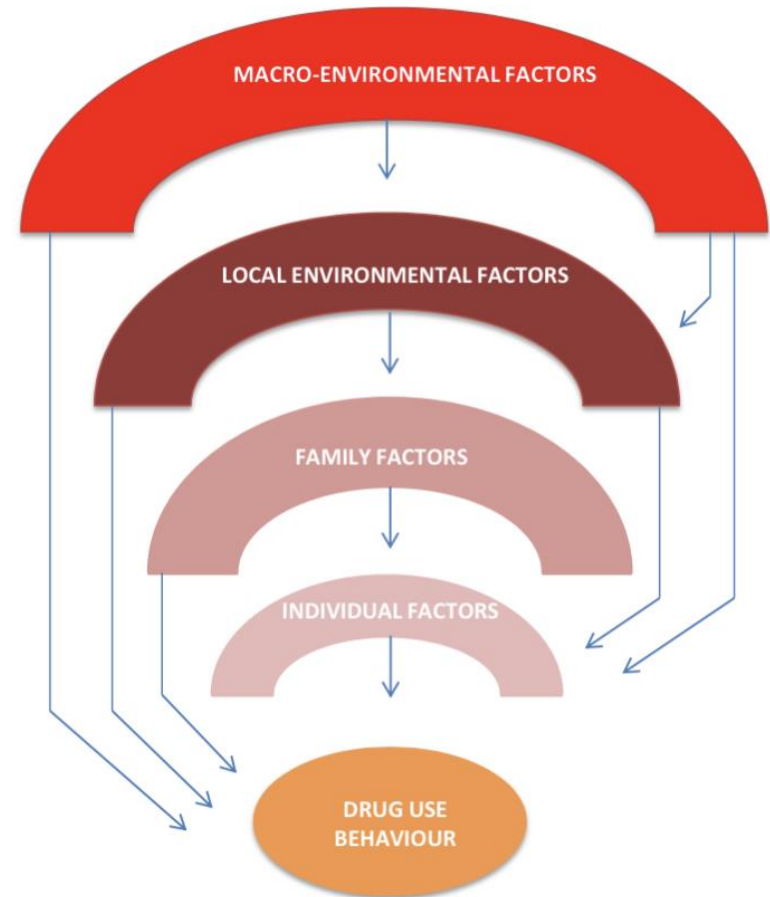 MACRO-ENVIRONMENTAL FACTORS
LOCAL ENVIRONMENTAL FACTORS
FAMILY FACTORS
INDIVIDUAL FACTORS
DRUG USE
BEHAVIOUR